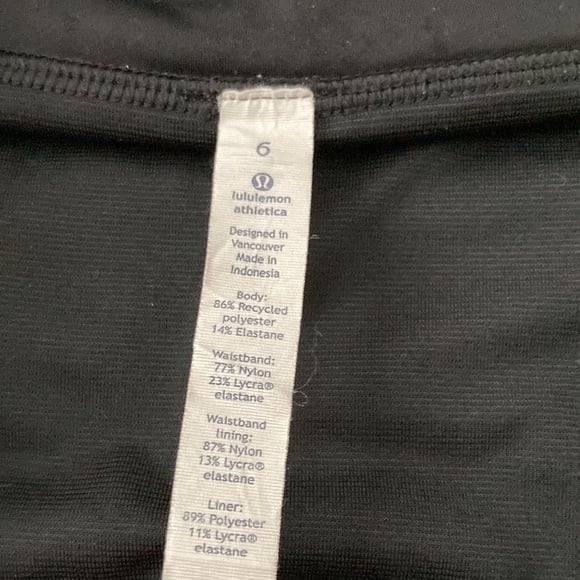 6
lululemon
athletica
Designed in
Vancouver
Made in
Indonesia
Body:
86% Recycled
polyester
14% Elastane
Waistband:
77% Nylon
23% Lycra®
elastane
Waistband
lining:
87% Nylon
13% Lycra®
elastane
Liner:
89% Polyester
11% Lycra®
elastane